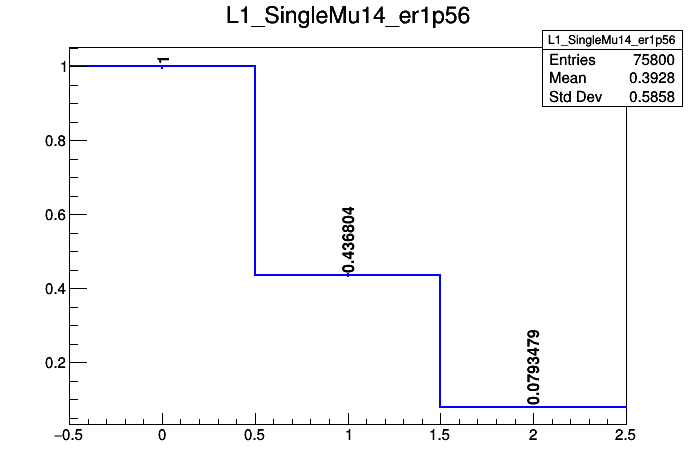 L1_SingleMu14_er1p56
L1_SingleMu14_er1p56
Entries 75800
Mean 0.3928
Std Dev 0.5858
1
0.8
0.6
0.4
0.2
1
0.436804
0.0793479
−0.5 0 0.5 1 1.5 2 2.5